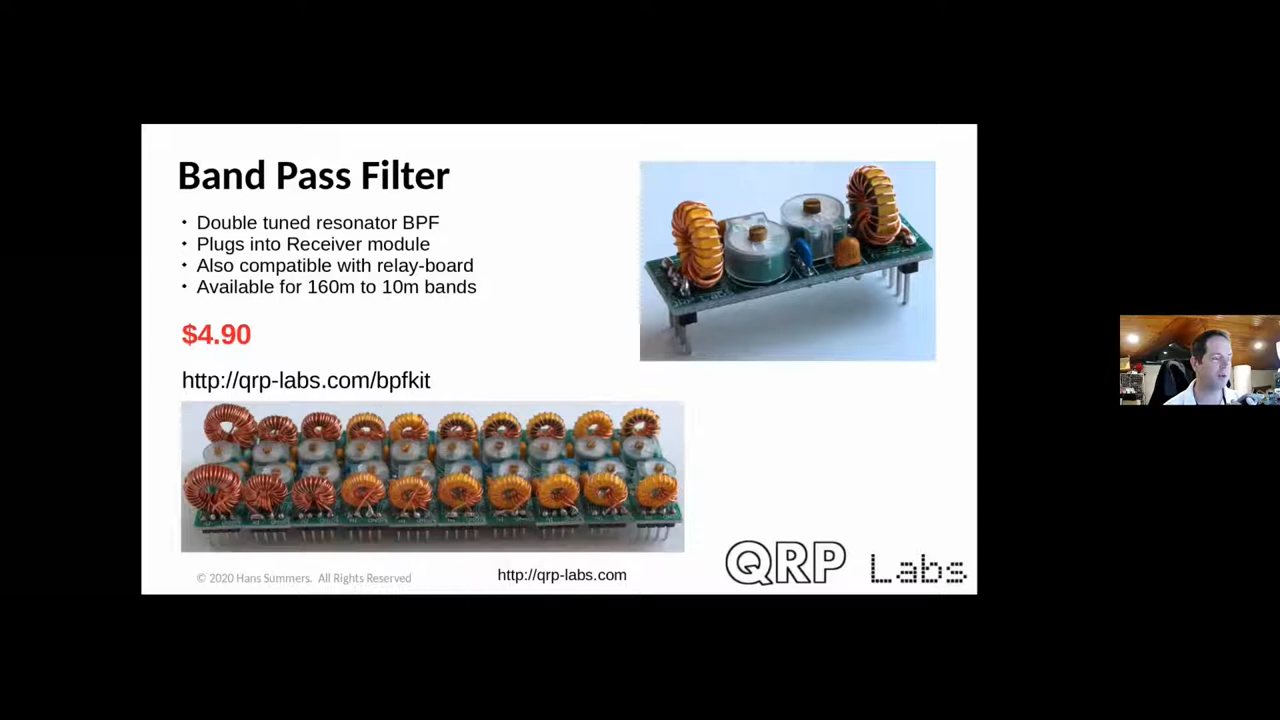 Band Pass Filter
• Double tuned resonator BPF
• Plugs into Receiver module
• Also compatible with relay-board
• Available for 160m to 10m bands
$4.90
http://qrp-labs.com/bpfkit
© 2020 Hans Summers. All Rights Reserved
http://qrp-labs.com
QRP Labs